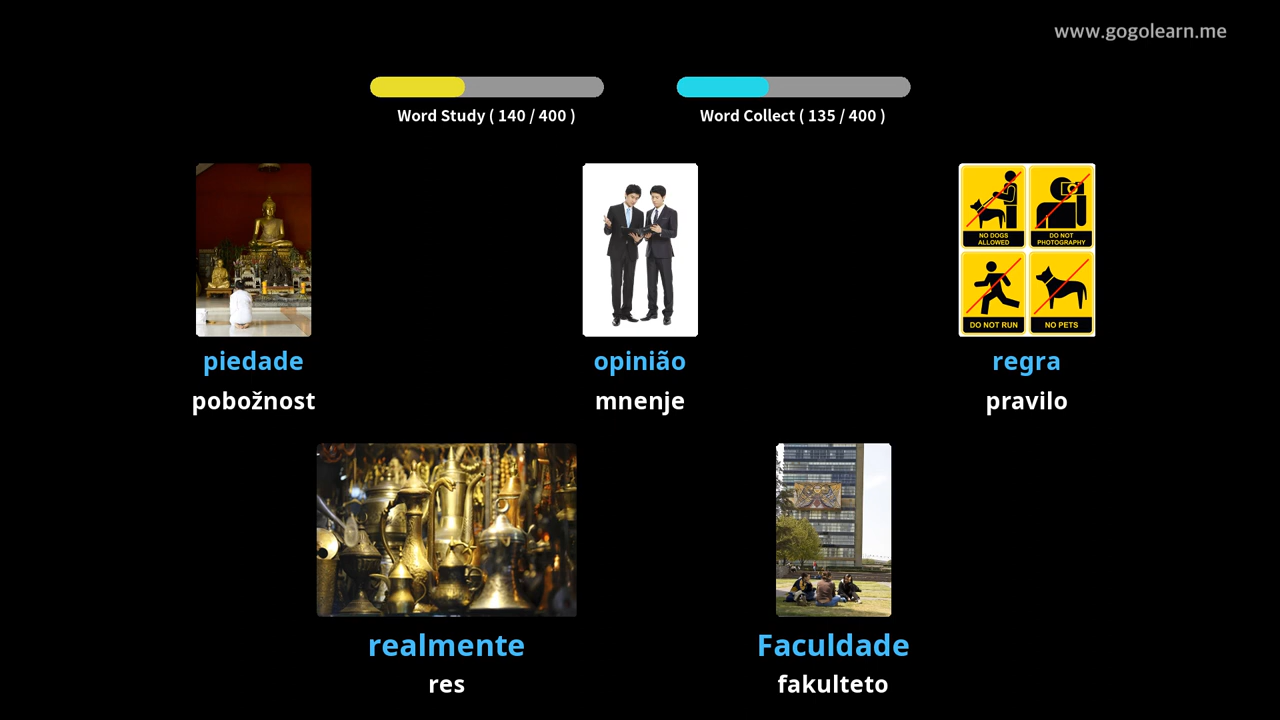 www.gogolearn.me
Word Study ( 140 / 400 )
Word Collect ( 135 / 400 )
NO DOGS
ALLOWED
DO NOT
PHOTOGRAPHY
DO NOT RUN
NO PETS
piedade
opinião
regra
pobožnost
mnenje
pravilo
realmente
Faculdade
res
fakulteto